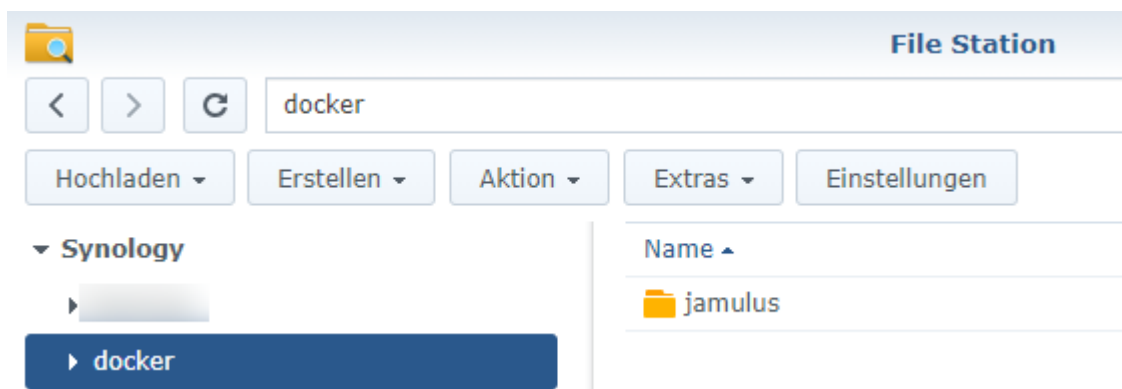 File Station
docker
Hochladen Erstellen Aktion Extras Einstellungen
Synology
Name
jamulus
docker